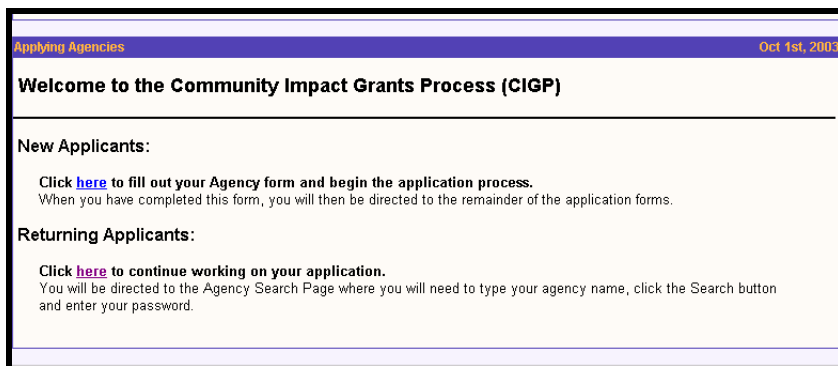 Applying Agencies Oct 1st, 2003
Welcome to the Community Impact Grants Process (CIGP)
New Applicants:
Click here to fill out your Agency form and begin the application process.
When you have completed this form, you will then be directed to the remainder of the application forms.
Returning Applicants:
Click here to continue working on your application.
You will be directed to the Agency Search Page where you will need to type your agency name, click the Search button
and enter your password.